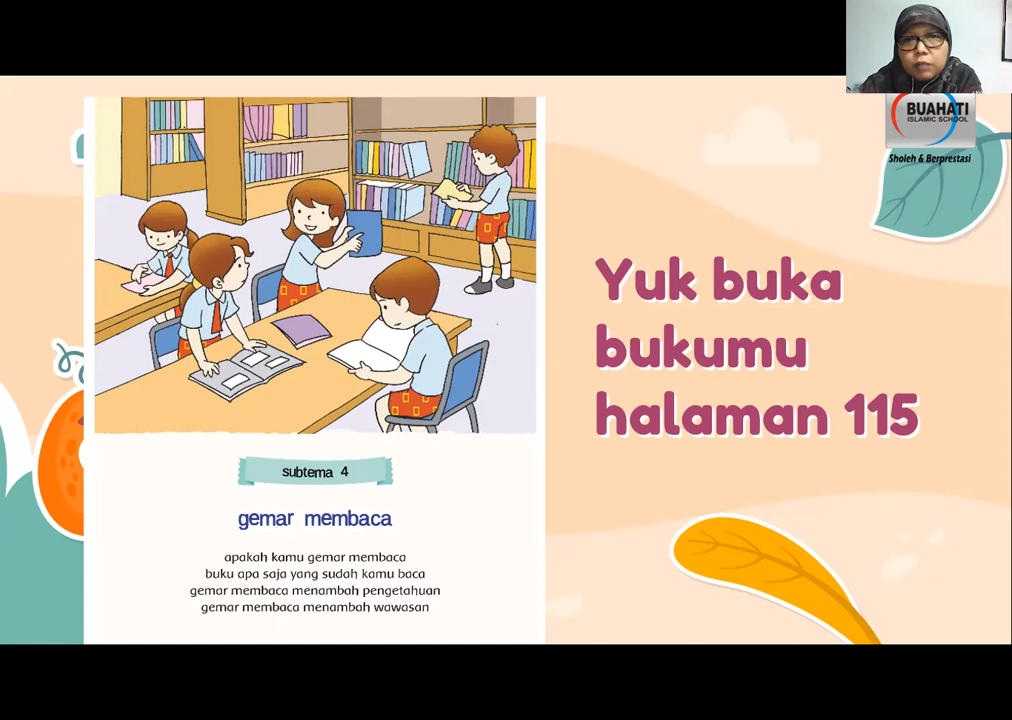 BUAHATI
ISLAMIC SCHOOL
Sholeh & Berprestasi
Yuk buka
bukumu
halaman 115
subtema 4
gemar membaca
apakah kamu gemar membaca
buku apa saja yang sudah kamu baca
gemar membaca menambah pengetahuan
gemar membaca menambah wawasan